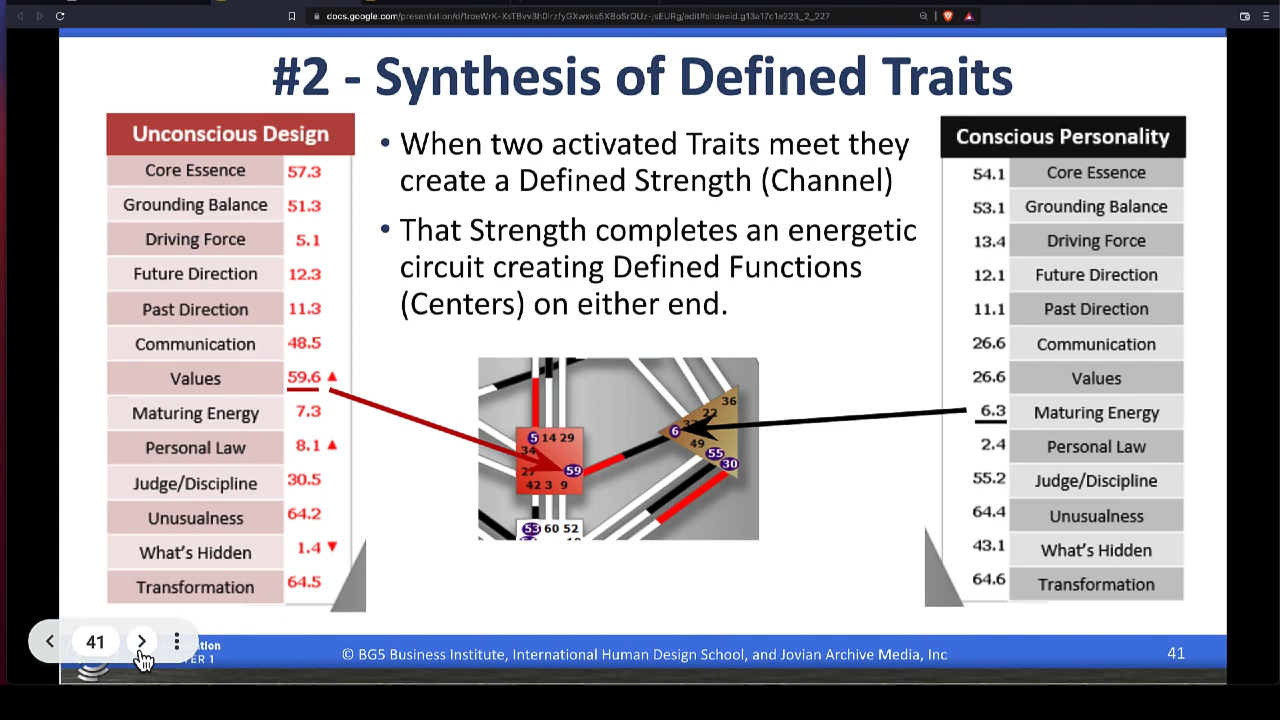 docs.google.com/presentation/d/1roeWrK-XsTBvv3h0lrzfyGXwxks5XBoSrQUz-jsEURg/edit#slide=id.g13a17c1e223_2_227
#2 - Synthesis of Defined Traits
Unconscious Design
Core Essence 57.3
Grounding Balance 51.3
Driving Force 5.1
Future Direction 12.3
Past Direction 11.3
Communication 48.5
Values 59.6 ▲
Maturing Energy 7.3
Personal Law 8.1 ▲
Judge/Discipline 30.5
Unusualness 64.2
What's Hidden 1.4 ▼
Transformation 64.5
• When two activated Traits meet they
create a Defined Strength (Channel)
• That Strength completes an energetic
circuit creating Defined Functions
(Centers) on either end.
36
22
6
49
55
30
5 14 29
34
59
42 3 9
53 60 52
Conscious Personality
54.1 Core Essence
53.1 Grounding Balance
13.4 Driving Force
12.1 Future Direction
11.1 Past Direction
26.6 Communication
26.6 Values
6.3 Maturing Energy
2.4 Personal Law
55.2 Judge/Discipline
64.4 Unusualness
43.1 What's Hidden
64.6 Transformation
41
© BG5 Business Institute, International Human Design School, and Jovian Archive Media, Inc
41